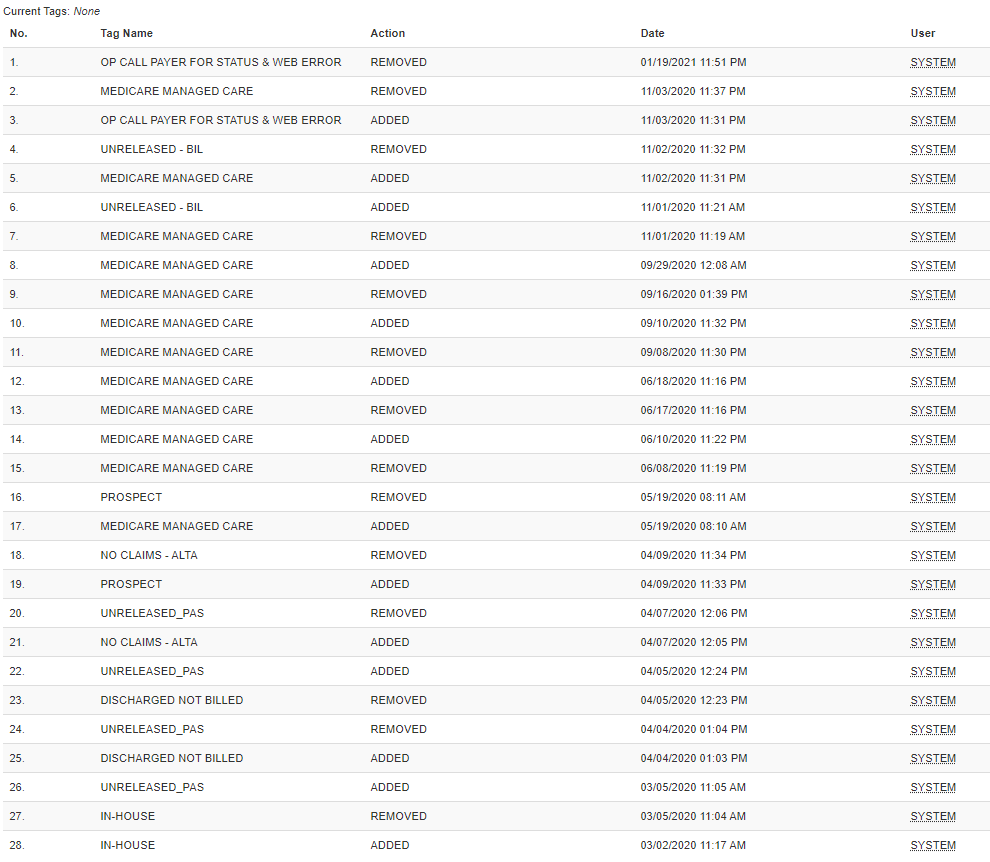 Current Tags: None
No. Tag Name Action Date User
1. OP CALL PAYER FOR STATUS & WEB ERROR REMOVED 01/19/2021 11:51 PM SYSTEM
2. MEDICARE MANAGED CARE REMOVED 11/03/2020 11:37 PM SYSTEM
3. OP CALL PAYER FOR STATUS & WEB ERROR ADDED 11/03/2020 11:31 PM SYSTEM
4. UNRELEASED - BIL REMOVED 11/02/2020 11:32 PM SYSTEM
5. MEDICARE MANAGED CARE ADDED 11/02/2020 11:31 PM SYSTEM
6. UNRELEASED - BIL ADDED 11/01/2020 11:21 AM SYSTEM
7. MEDICARE MANAGED CARE REMOVED 11/01/2020 11:19 AM SYSTEM
8. MEDICARE MANAGED CARE ADDED 09/29/2020 12:08 AM SYSTEM
9. MEDICARE MANAGED CARE REMOVED 09/16/2020 01:39 PM SYSTEM
10. MEDICARE MANAGED CARE ADDED 09/10/2020 11:32 PM SYSTEM
11. MEDICARE MANAGED CARE REMOVED 09/08/2020 11:30 PM SYSTEM
12. MEDICARE MANAGED CARE ADDED 06/18/2020 11:16 PM SYSTEM
13. MEDICARE MANAGED CARE REMOVED 06/17/2020 11:16 PM SYSTEM
14. MEDICARE MANAGED CARE ADDED 06/10/2020 11:22 PM SYSTEM
15. MEDICARE MANAGED CARE REMOVED 06/08/2020 11:19 PM SYSTEM
16. PROSPECT REMOVED 05/19/2020 08:11 AM SYSTEM
17. MEDICARE MANAGED CARE ADDED 05/19/2020 08:10 AM SYSTEM
18. NO CLAIMS - ALTA REMOVED 04/09/2020 11:34 PM SYSTEM
19. PROSPECT ADDED 04/09/2020 11:33 PM SYSTEM
20. UNRELEASED_PAS REMOVED 04/07/2020 12:06 PM SYSTEM
21. NO CLAIMS - ALTA ADDED 04/07/2020 12:05 PM SYSTEM
22. UNRELEASED_PAS ADDED 04/05/2020 12:24 PM SYSTEM
23. DISCHARGED NOT BILLED REMOVED 04/05/2020 12:23 PM SYSTEM
24. UNRELEASED_PAS REMOVED 04/04/2020 01:04 PM SYSTEM
25. DISCHARGED NOT BILLED ADDED 04/04/2020 01:03 PM SYSTEM
26. UNRELEASED_PAS ADDED 03/05/2020 11:05 AM SYSTEM
27. IN-HOUSE REMOVED 03/05/2020 11:04 AM SYSTEM
28. IN-HOUSE ADDED 03/02/2020 11:17 AM SYSTEM